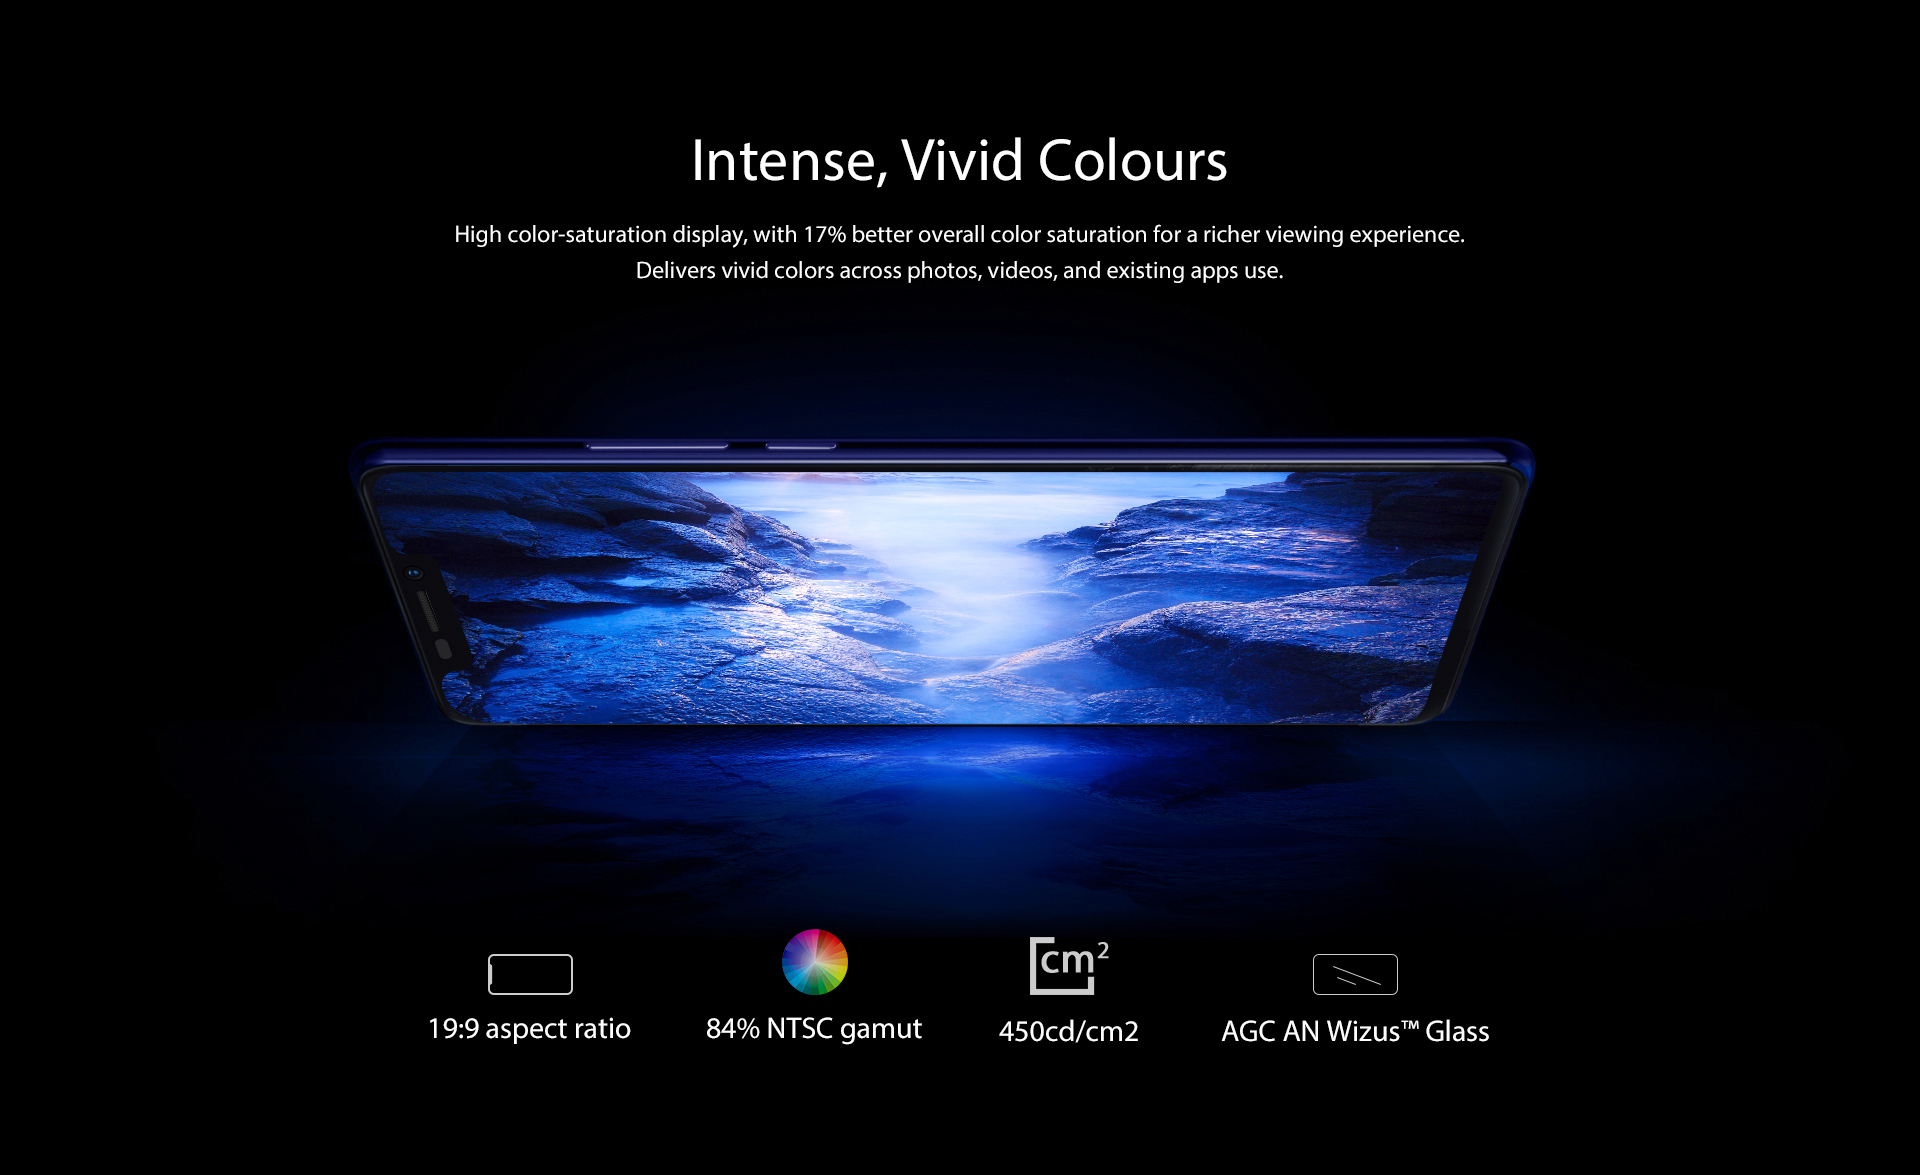 Intense, Vivid Colours
High color-saturation display, with 17% better overall color saturation for a richer viewing experience.
Delivers vivid colors across photos, videos, and existing apps use.
cm²
19:9 aspect ratio
84% NTSC gamut
450cd/cm2
AGC AN Wizus™ Glass